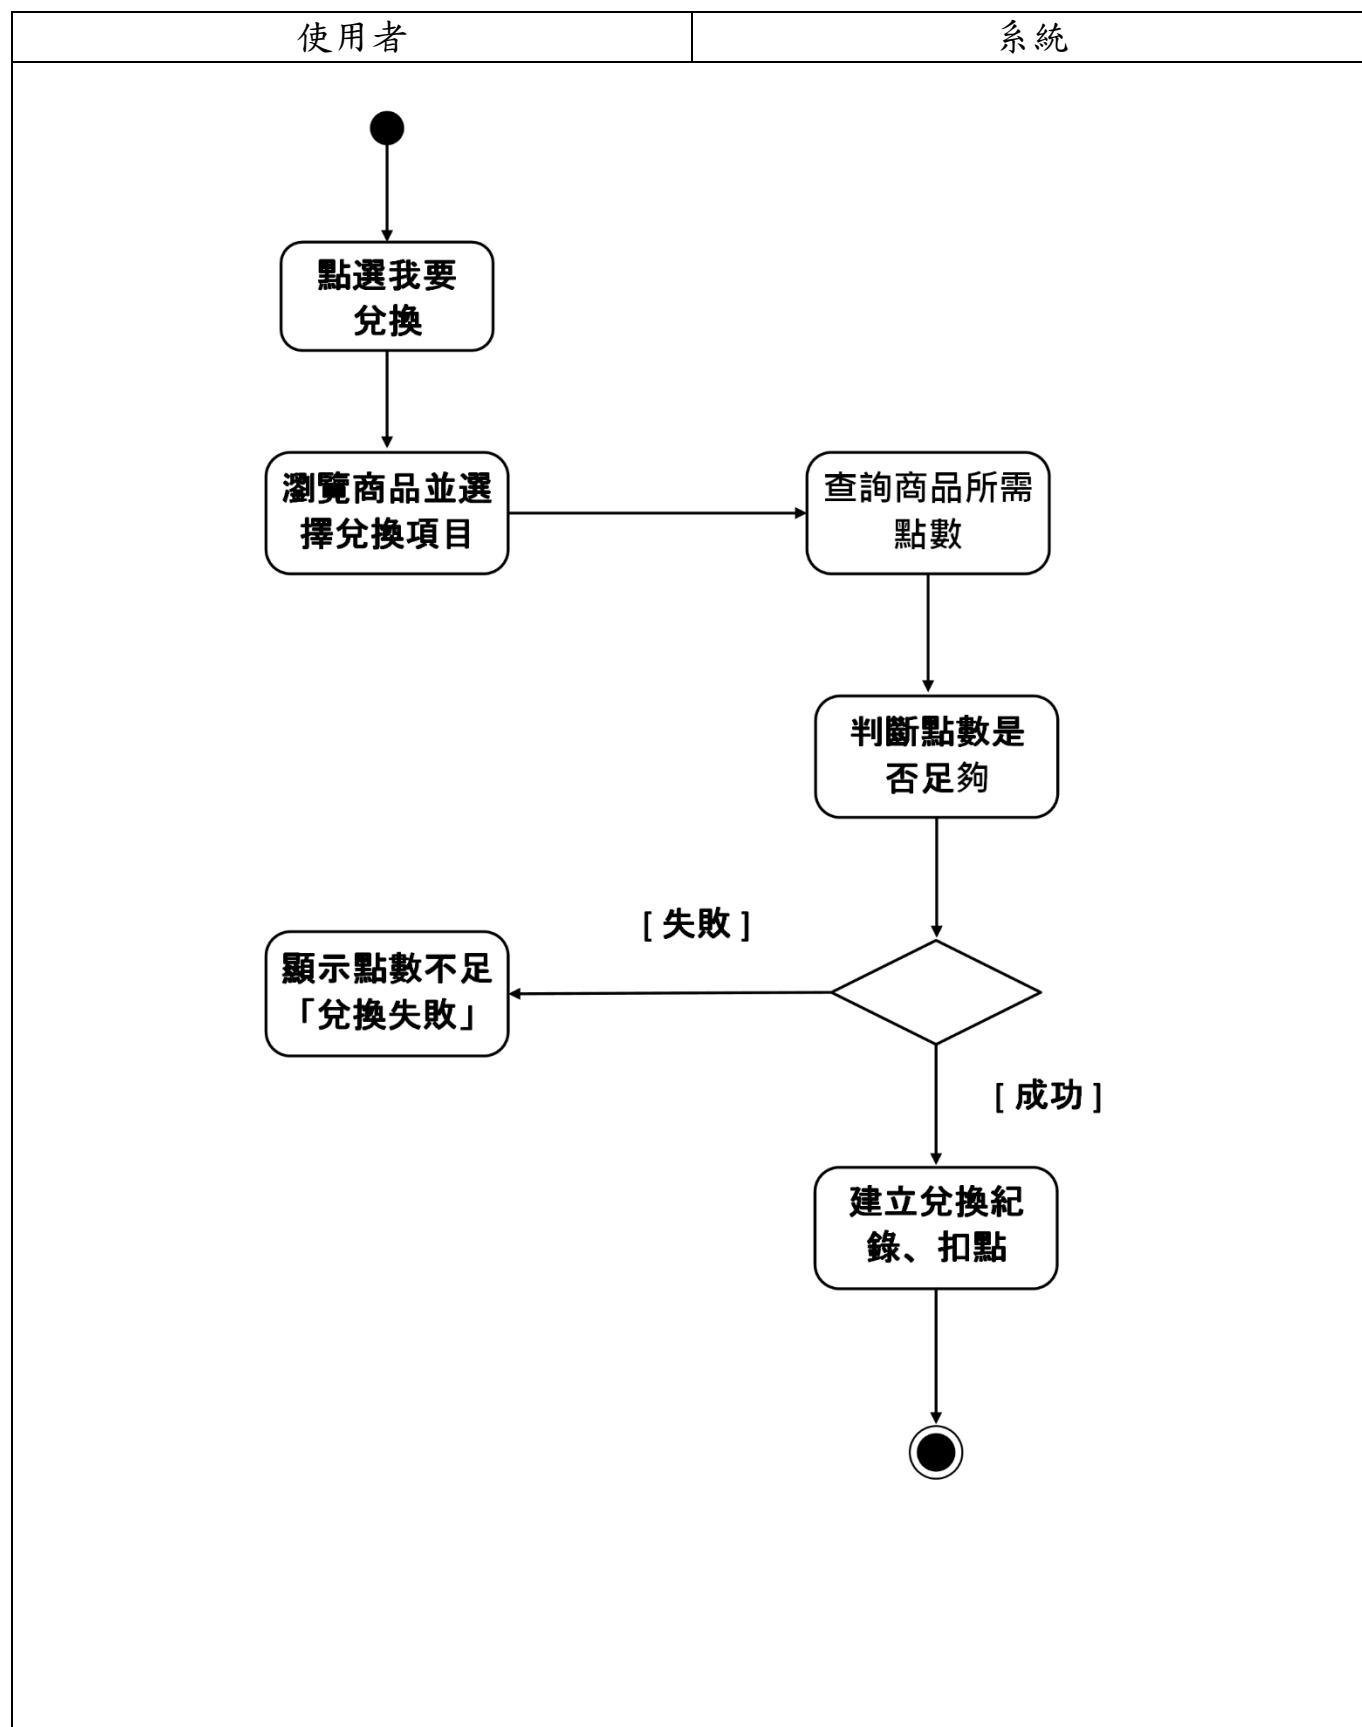 使用者
系統
點選我要
兌換
瀏覽商品並選
擇兌換項目
查詢商品所需
點數
判斷點數是
否足夠
[ 失敗 ]
顯示點數不足
「兌換失敗」
[ 成功 ]
建立兌換紀
錄、扣點